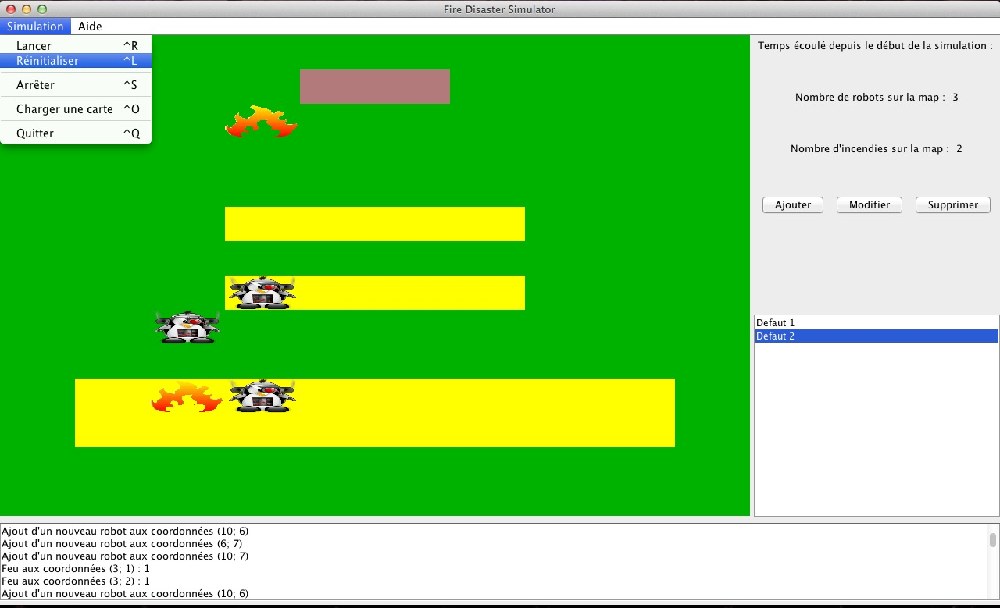 Fire Disaster Simulator
Simulation Aide
Lancer ^R
Réinitialiser ^L
Arrêter ^S
Charger une carte ^O
Quitter ^Q
Temps écoulé depuis le début de la simulation :
Nombre de robots sur la map : 3
Nombre d'incendies sur la map : 2
Ajouter Modifier Supprimer
Defaut 1
Defaut 2
Ajout d'un nouveau robot aux coordonnées (10; 6)
Ajout d'un nouveau robot aux coordonnées (6; 7)
Ajout d'un nouveau robot aux coordonnées (10; 7)
Feu aux coordonnées (3; 1) : 1
Feu aux coordonnées (3; 2) : 1
Ajout d'un nouveau robot aux coordonnées (10; 6)